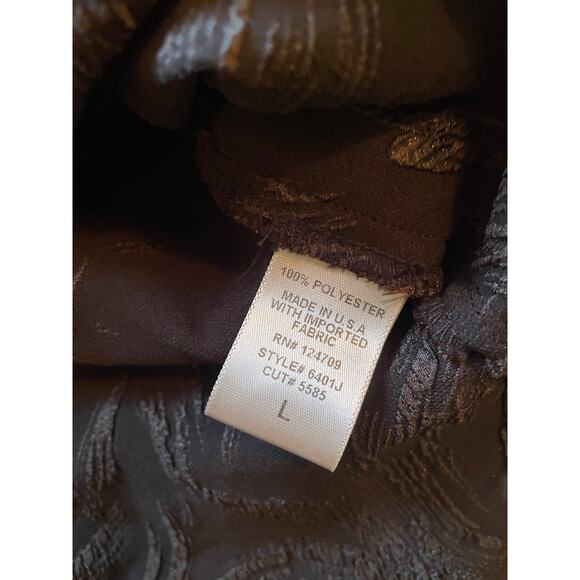 100% POLYESTER
MADE IN U.S.A
WITH IMPORTED
FABRIC
RN# 124709
STYLE# 6401J
CUT# 5585
L